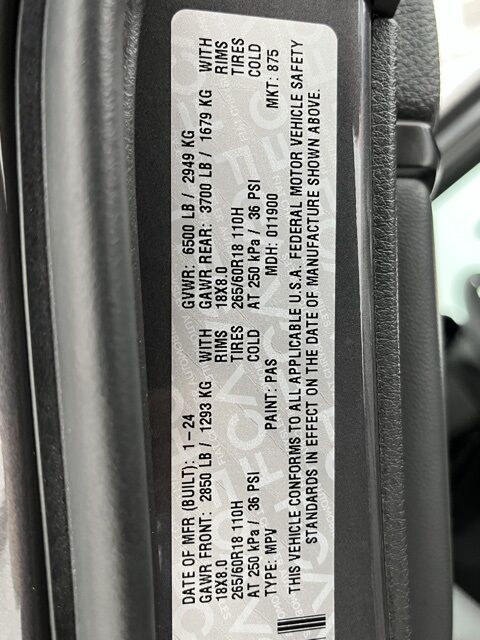 DATE OF MFR (BUILT): 1-24 GVWR: 6500 LB / 2949 KG
GAWR FRONT: 2850 LB / 1293 KG WITH GAWR REAR: 3700 LB / 1679 KG WITH
18X8.0 RIMS 18X8.0 RIMS
265/60R18 110H TIRES 265/60R18 110H TIRES
AT 250 kPa / 36 PSI COLD AT 250 kPa / 36 PSI COLD
TYPE: MPV PAINT: PAS MDH: 011900 MKT: 875
THIS VEHICLE CONFORMS TO ALL APPLICABLE U.S.A. FEDERAL MOTOR VEHICLE SAFETY
STANDARDS IN EFFECT ON THE DATE OF MANUFACTURE SHOWN ABOVE.